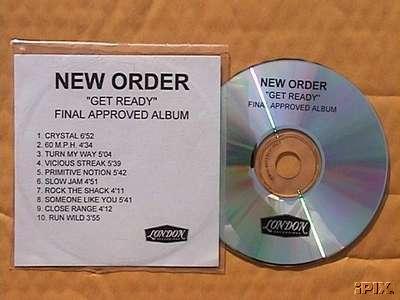 NEW ORDER
"GET READY"
FINAL APPROVED ALBUM
1. CRYSTAL 6'52
2. 60 M.P.H. 4'34
3. TURN MY WAY 5'04
4. VICIOUS STREAK 5'39
5. PRIMITIVE NOTION 5'42
6. SLOW JAM 4'51
7. ROCK THE SHACK 4'11
8. SOMEONE LIKE YOU 5'41
9. CLOSE RANGE 4'12
10. RUN WILD 3'55
LONDON
RECORDINGS
NEW ORDER
"GET READY"
FINAL APPROVED ALBUM
LONDON
RECORDINGS
iPIX